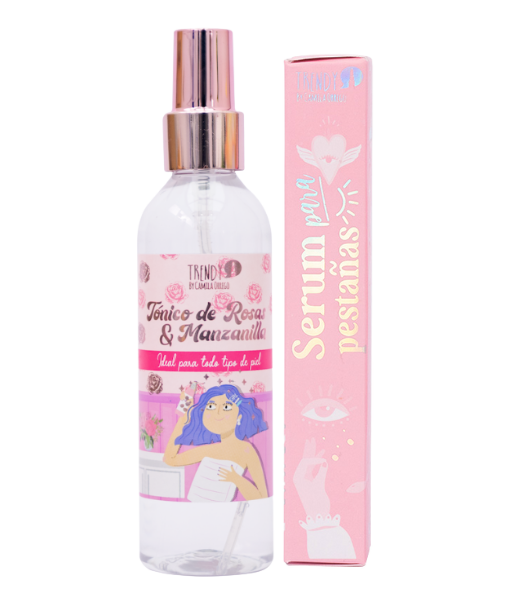 TRENDY
BY CAMILA ORREGO
Tónico de Rosas
& Manzanilla
Ideal para todo tipo de piel
TRENDY
Serum para
pestañas